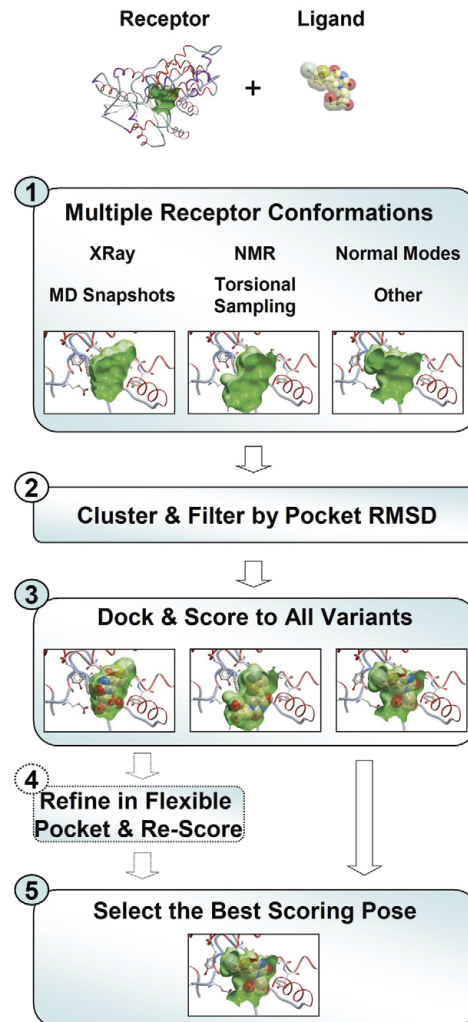 Receptor Ligand
+
1
Multiple Receptor Conformations
XRay NMR Normal Modes
MD Snapshots Torsional Sampling Other
2
Cluster & Filter by Pocket RMSD
3
Dock & Score to All Variants
4
Refine in Flexible
Pocket & Re-Score
5
Select the Best Scoring Pose